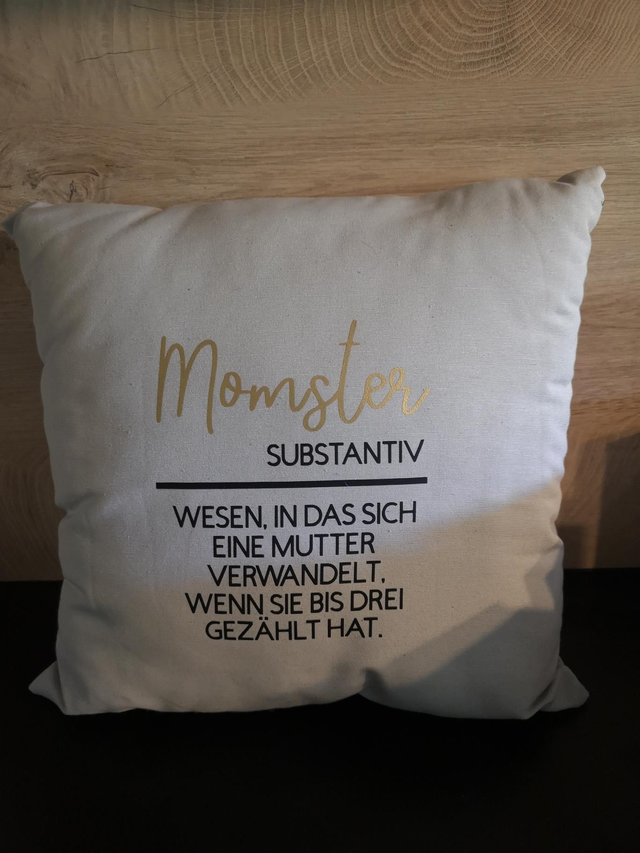 Momster
SUBSTANTIV
WESEN, IN DAS SICH
EINE MUTTER
VERWANDELT,
WENN SIE BIS DREI
GEZÄHLT HAT.